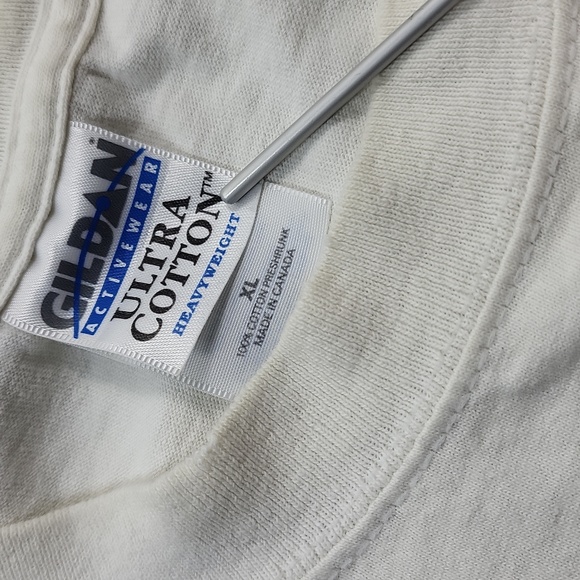 GILDAN
ACTIVEWEAR
ULTRA
COTTON™
HEAVYWEIGHT
XL
100% COTTON PRESHRUNK
MADE IN CANADA